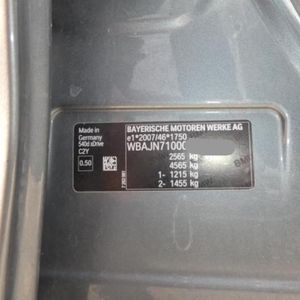 Made in
Germany
540d xDrive
C2Y
0.50
BAYERISCHE MOTOREN WERKE AG
e1*2007/46*1750
WBAJN7100
2565 kg
4565 kg
1- 1215 kg
2- 1455 kg